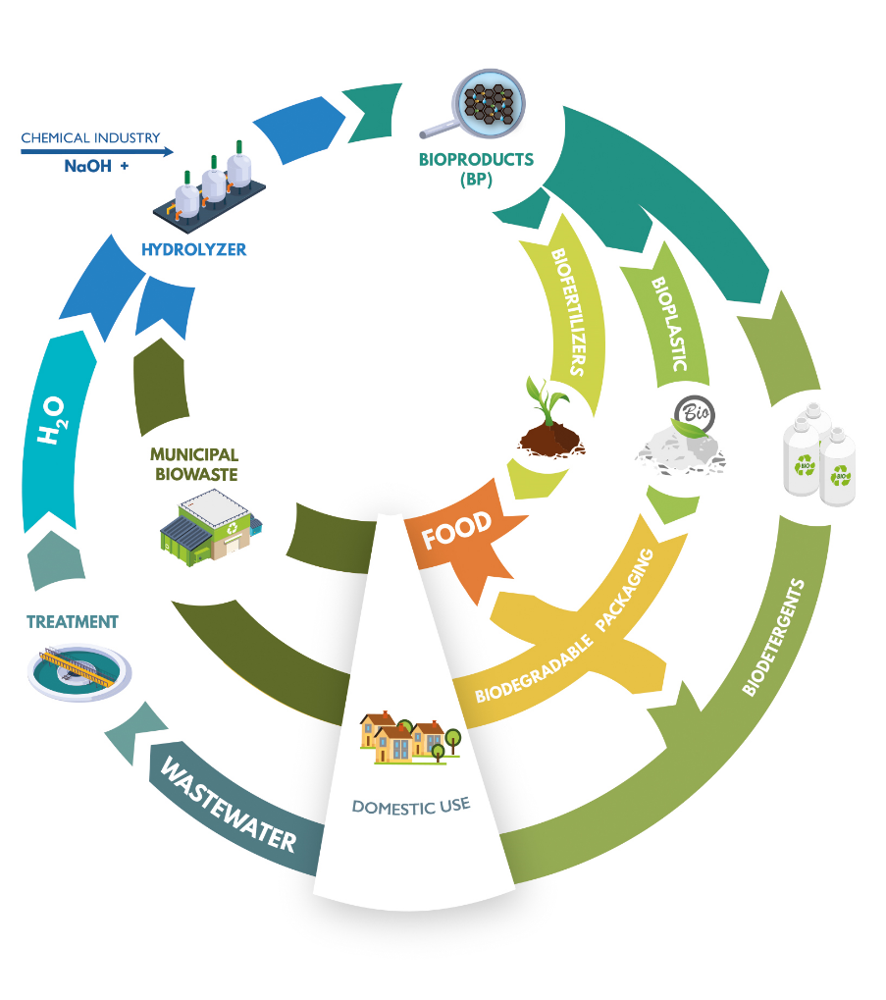 CHEMICAL INDUSTRY
NaOH +
HYDROLYZER
BIOPRODUCTS
(BP)
BIOFERTILIZERS
BIOPLASTIC
Bio
BIO
BIO
H₂O
MUNICIPAL
BIOWASTE
FOOD
BIODEGRADABLE PACKAGING
BIODETERGENTS
TREATMENT
WASTEWATER
DOMESTIC USE